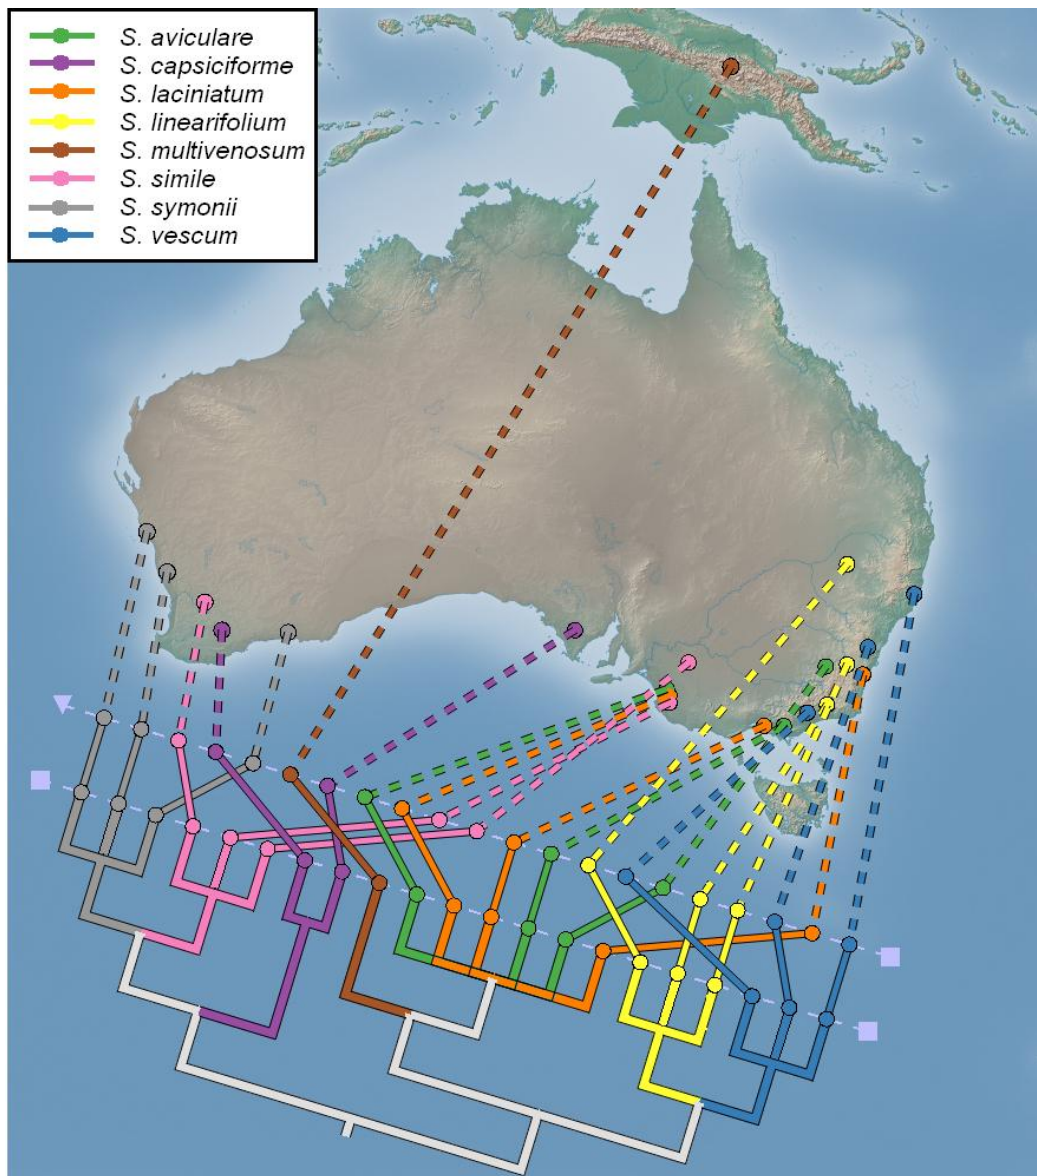 S. aviculare
S. capsiciforme
S. laciniatum
S. linearifolium
S. multivenosum
S. simile
S. symonii
S. vescum